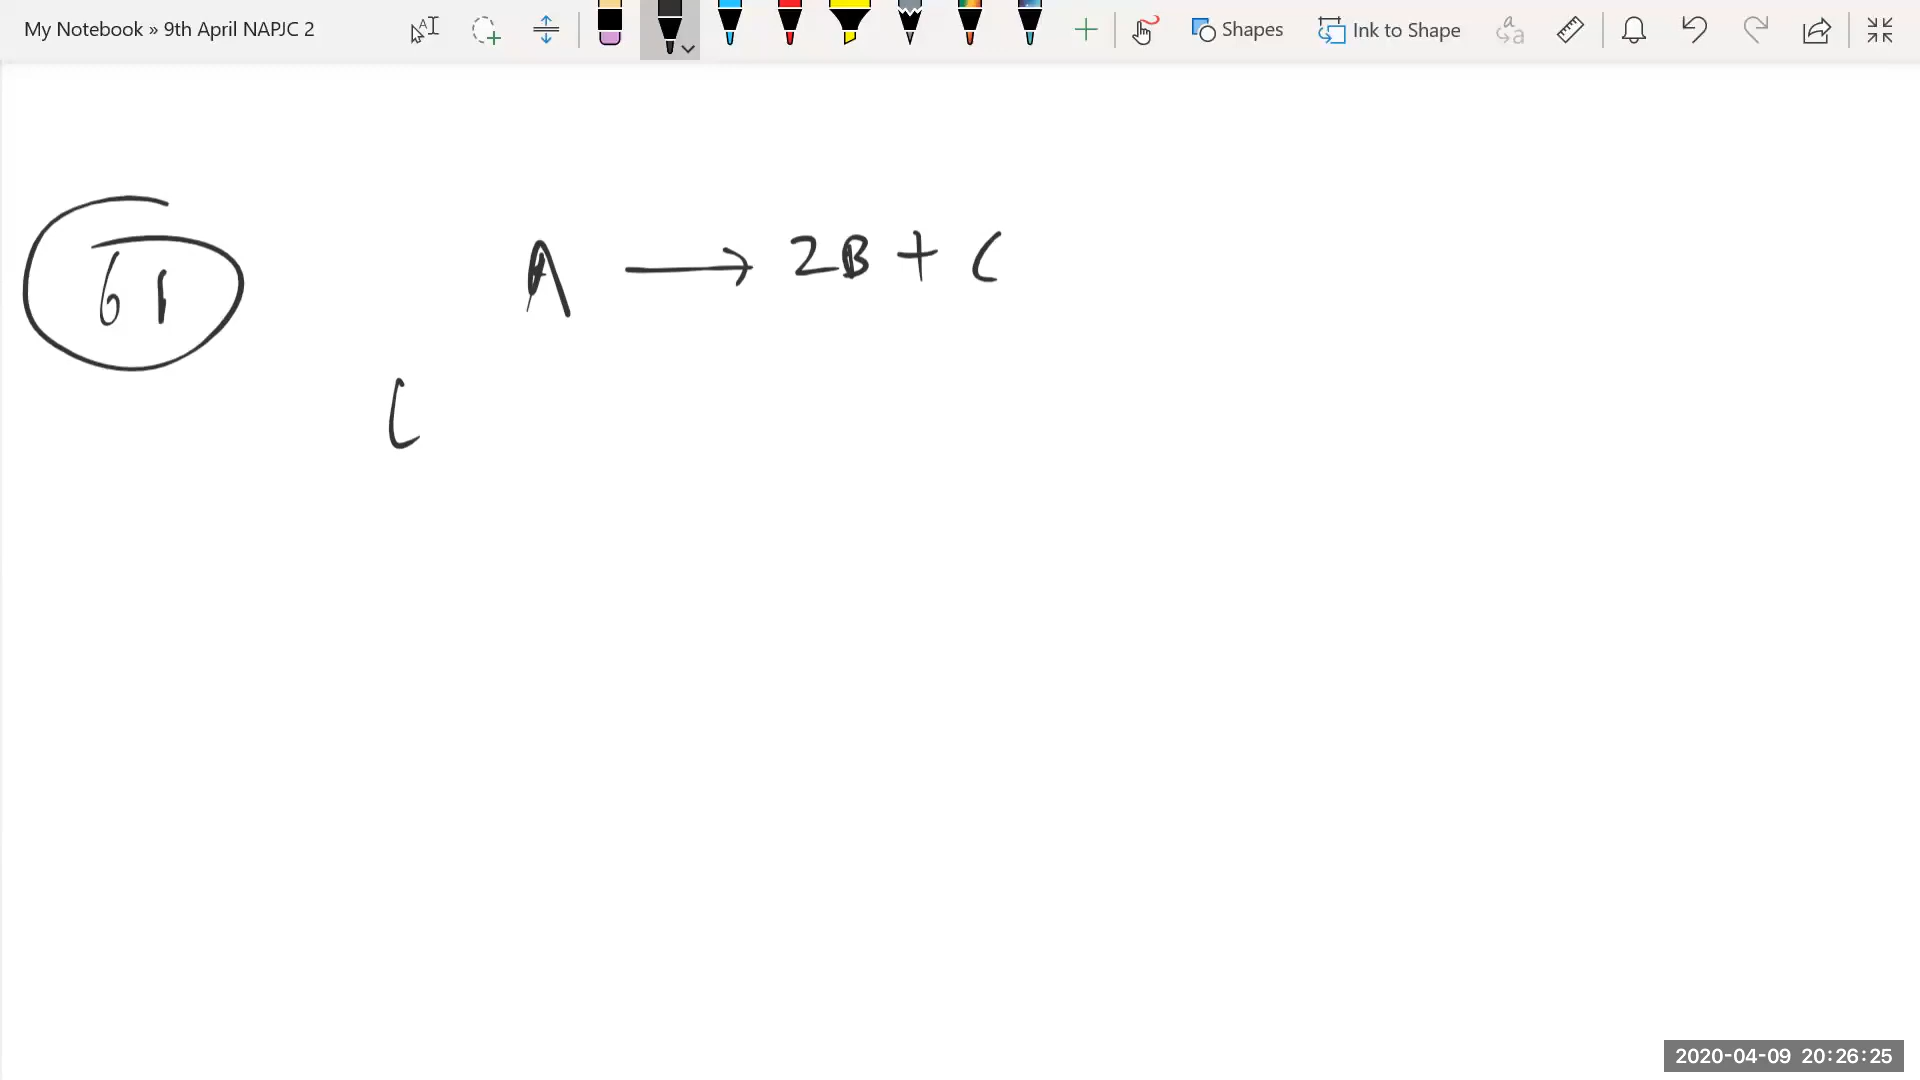 My Notebook » 9th April NAPJC 2
Shapes
Ink to Shape
61
A → 2B + C
2020-04-09 20:26:25